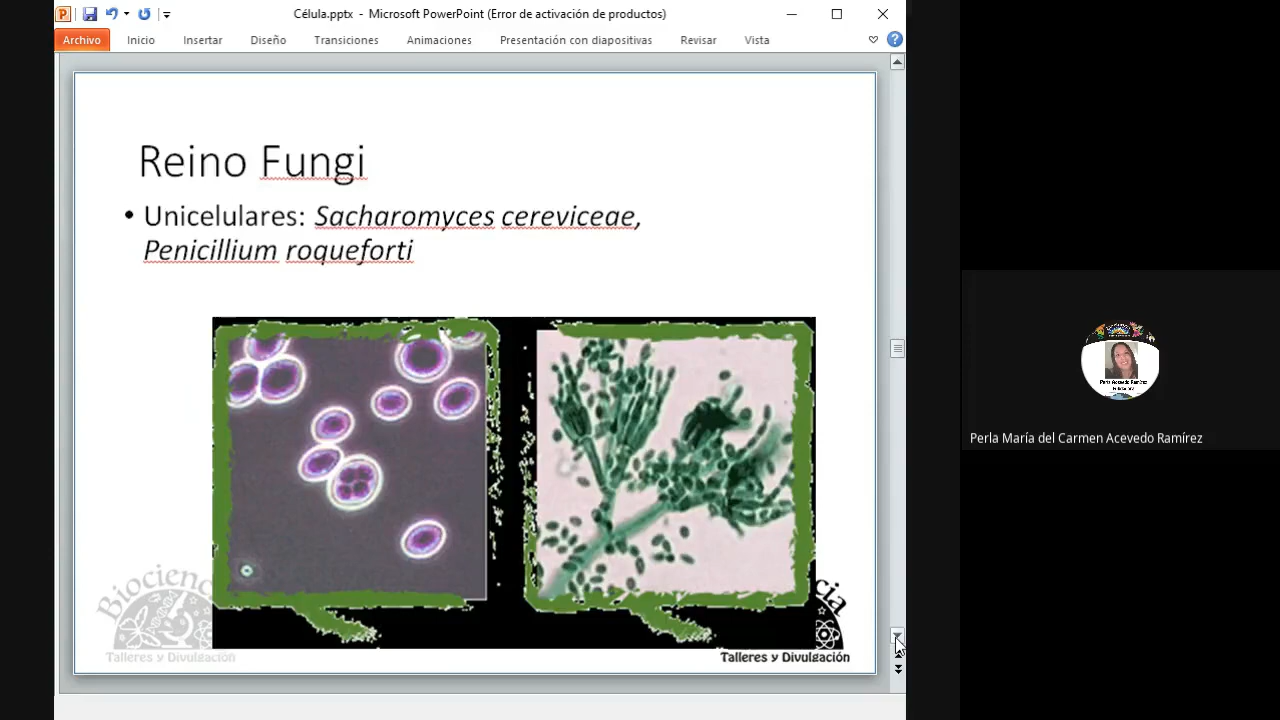 Célula.pptx - Microsoft PowerPoint (Error de activación de productos)
Archivo Inicio Insertar Diseño Transiciones Animaciones Presentación con diapositivas Revisar Vista
Reino Fungi
• Unicelulares: Sacharomyces cereviceae,
Penicillium roqueforti
Biociencia
Talleres y Divulgación
Talleres y Divulgación
Perla María del Carmen Acevedo Ramírez